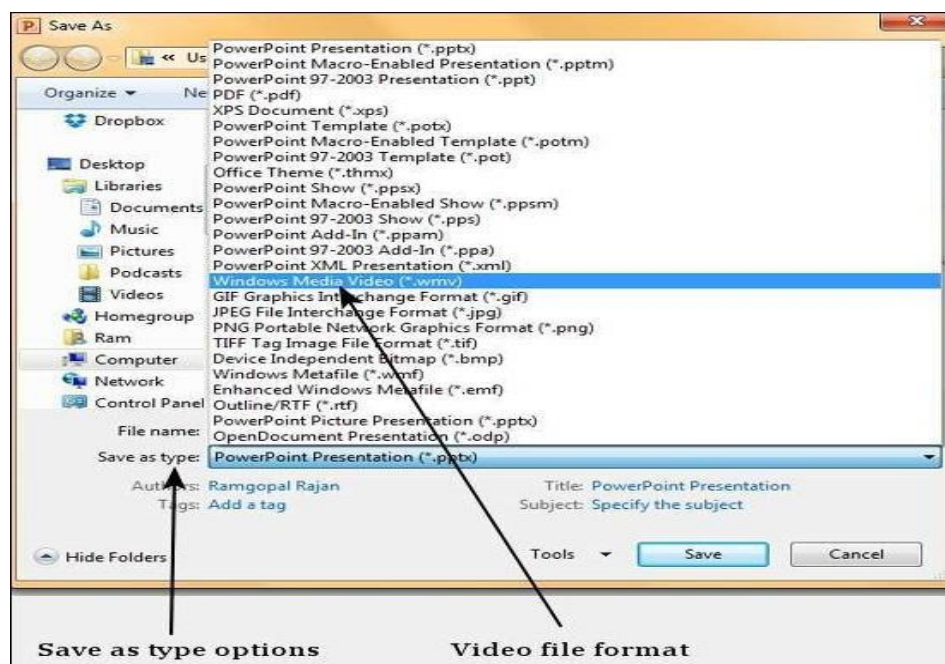 Save As
« Us
Organize
Ne
Dropbox
Desktop
Libraries
Documents
Music
Pictures
Podcasts
Videos
Homegroup
Ram
Computer
Network
Control Panel
PowerPoint Presentation (*.pptx)
PowerPoint Macro-Enabled Presentation (*.pptm)
PowerPoint 97-2003 Presentation (*.ppt)
PDF (*.pdf)
XPS Document (*.xps)
PowerPoint Template (*.potx)
PowerPoint Macro-Enabled Template (*.potm)
PowerPoint 97-2003 Template (*.pot)
Office Theme (*.thmx)
PowerPoint Show (*.ppsx)
PowerPoint Macro-Enabled Show (*.ppsm)
PowerPoint 97-2003 Show (*.pps)
PowerPoint Add-In (*.ppam)
PowerPoint 97-2003 Add-In (*.ppa)
PowerPoint XML Presentation (*.xml)
Windows Media Video (*.wmv)
GIF Graphics Interchange Format (*.gif)
JPEG File Interchange Format (*.jpg)
PNG Portable Network Graphics Format (*.png)
TIFF Tag Image File Format (*.tif)
Device Independent Bitmap (*.bmp)
Windows Metafile (*.wmf)
Enhanced Windows Metafile (*.emf)
Outline/RTF (*.rtf)
PowerPoint Picture Presentation (*.pptx)
OpenDocument Presentation (*.odp)
File name:
Save as type: PowerPoint Presentation (*.pptx)
Authors: Ramgopal Rajan
Title: PowerPoint Presentation
Tags: Add a tag
Subject: Specify the subject
Hide Folders
Tools
Save
Cancel
Save as type options
Video file format